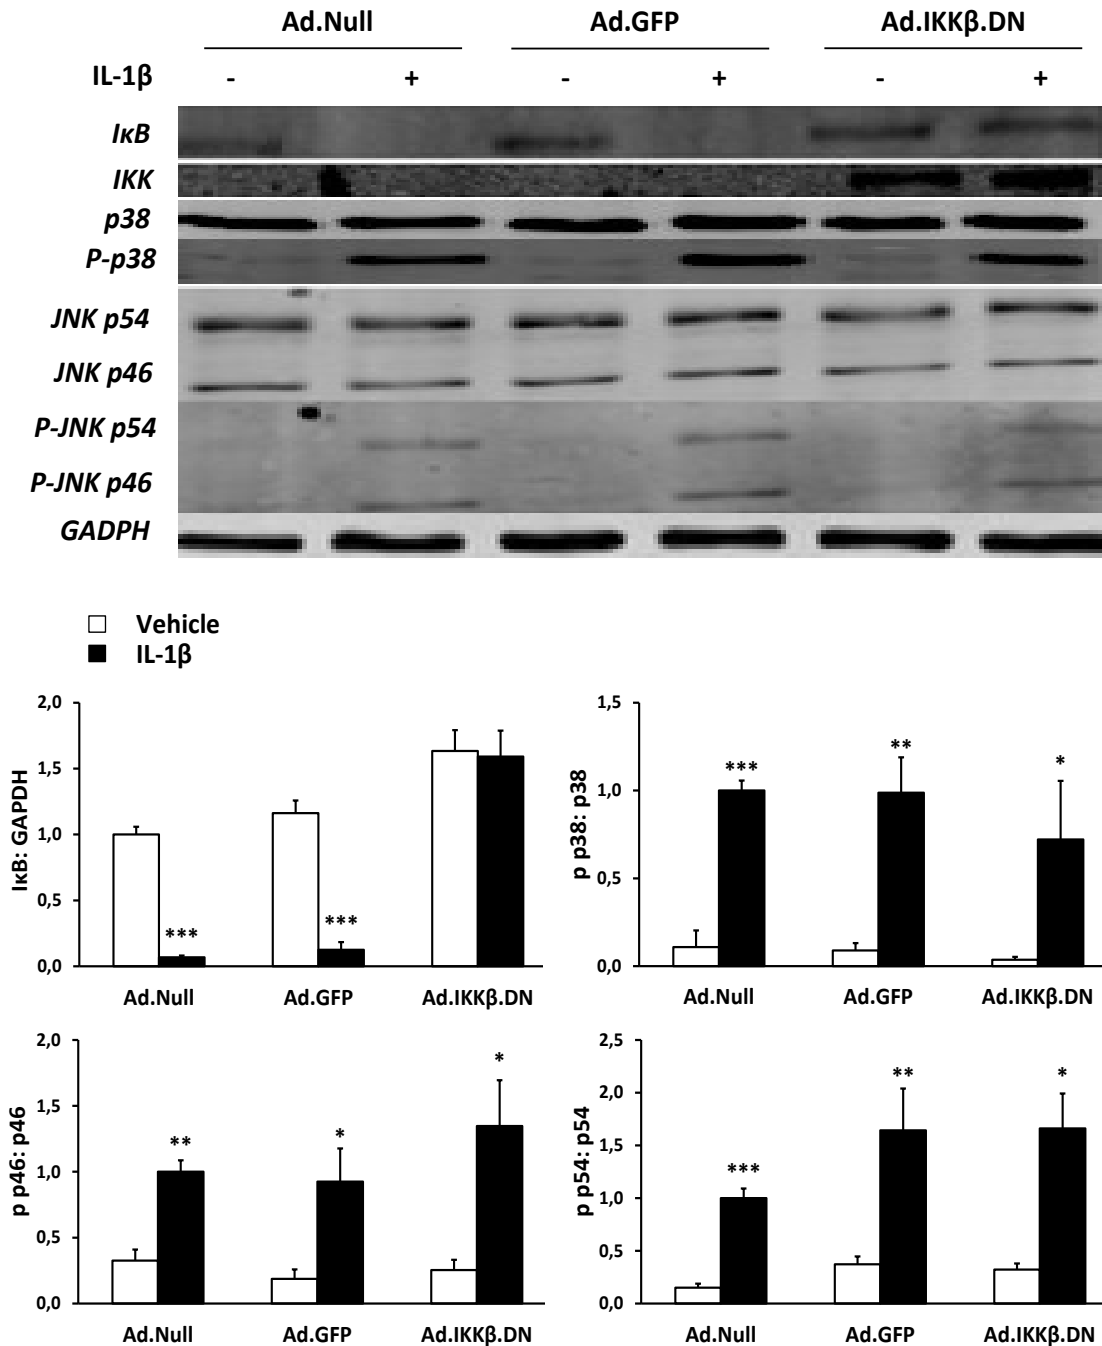 Ad.Null Ad.GFP Ad.IKKβ.DN
IL-1β - + - + - +
IκB
IKK
p38
P-p38
JNK p54
JNK p46
P-JNK p54
P-JNK p46
GADPH
Vehicle
IL-1β
IκB: GAPDH
2,0
1,5
1,0
0,5
0,0
***
***
Ad.Null Ad.GFP Ad.IKKβ.DN
p p38: p38
1,5
1,0
0,5
0,0
***
**
*
Ad.Null Ad.GFP Ad.IKKβ.DN
p p46: p46
2,0
1,5
1,0
0,5
0,0
**
*
*
Ad.Null Ad.GFP Ad.IKKβ.DN
p p54: p54
2,5
2,0
1,5
1,0
0,5
0,0
***
**
*
Ad.Null Ad.GFP Ad.IKKβ.DN